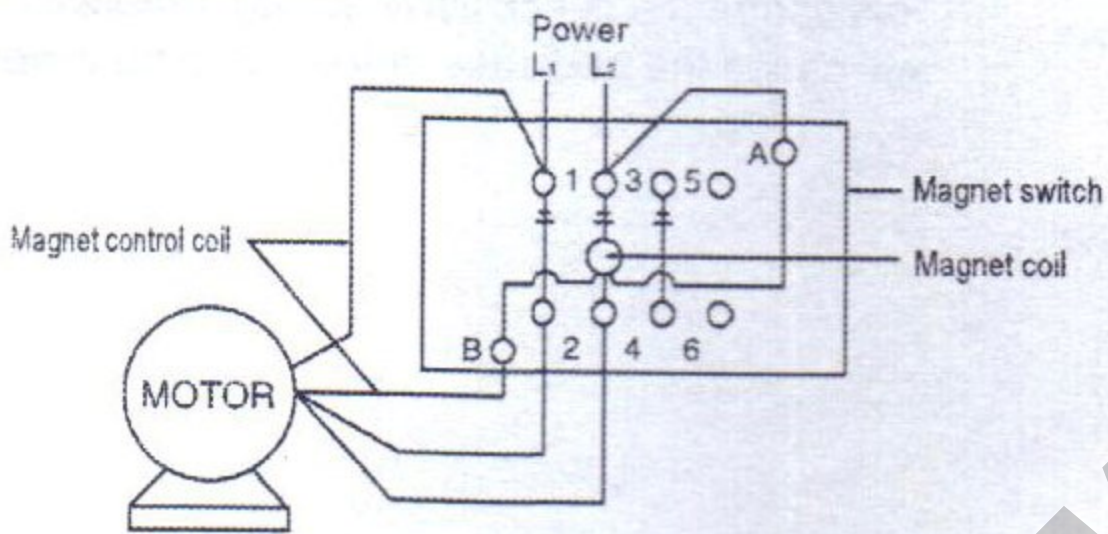 Power
L₁ L₂
A
1 3 5
Magnet switch
Magnet control coil
Magnet coil
B 2 4 6
MOTOR